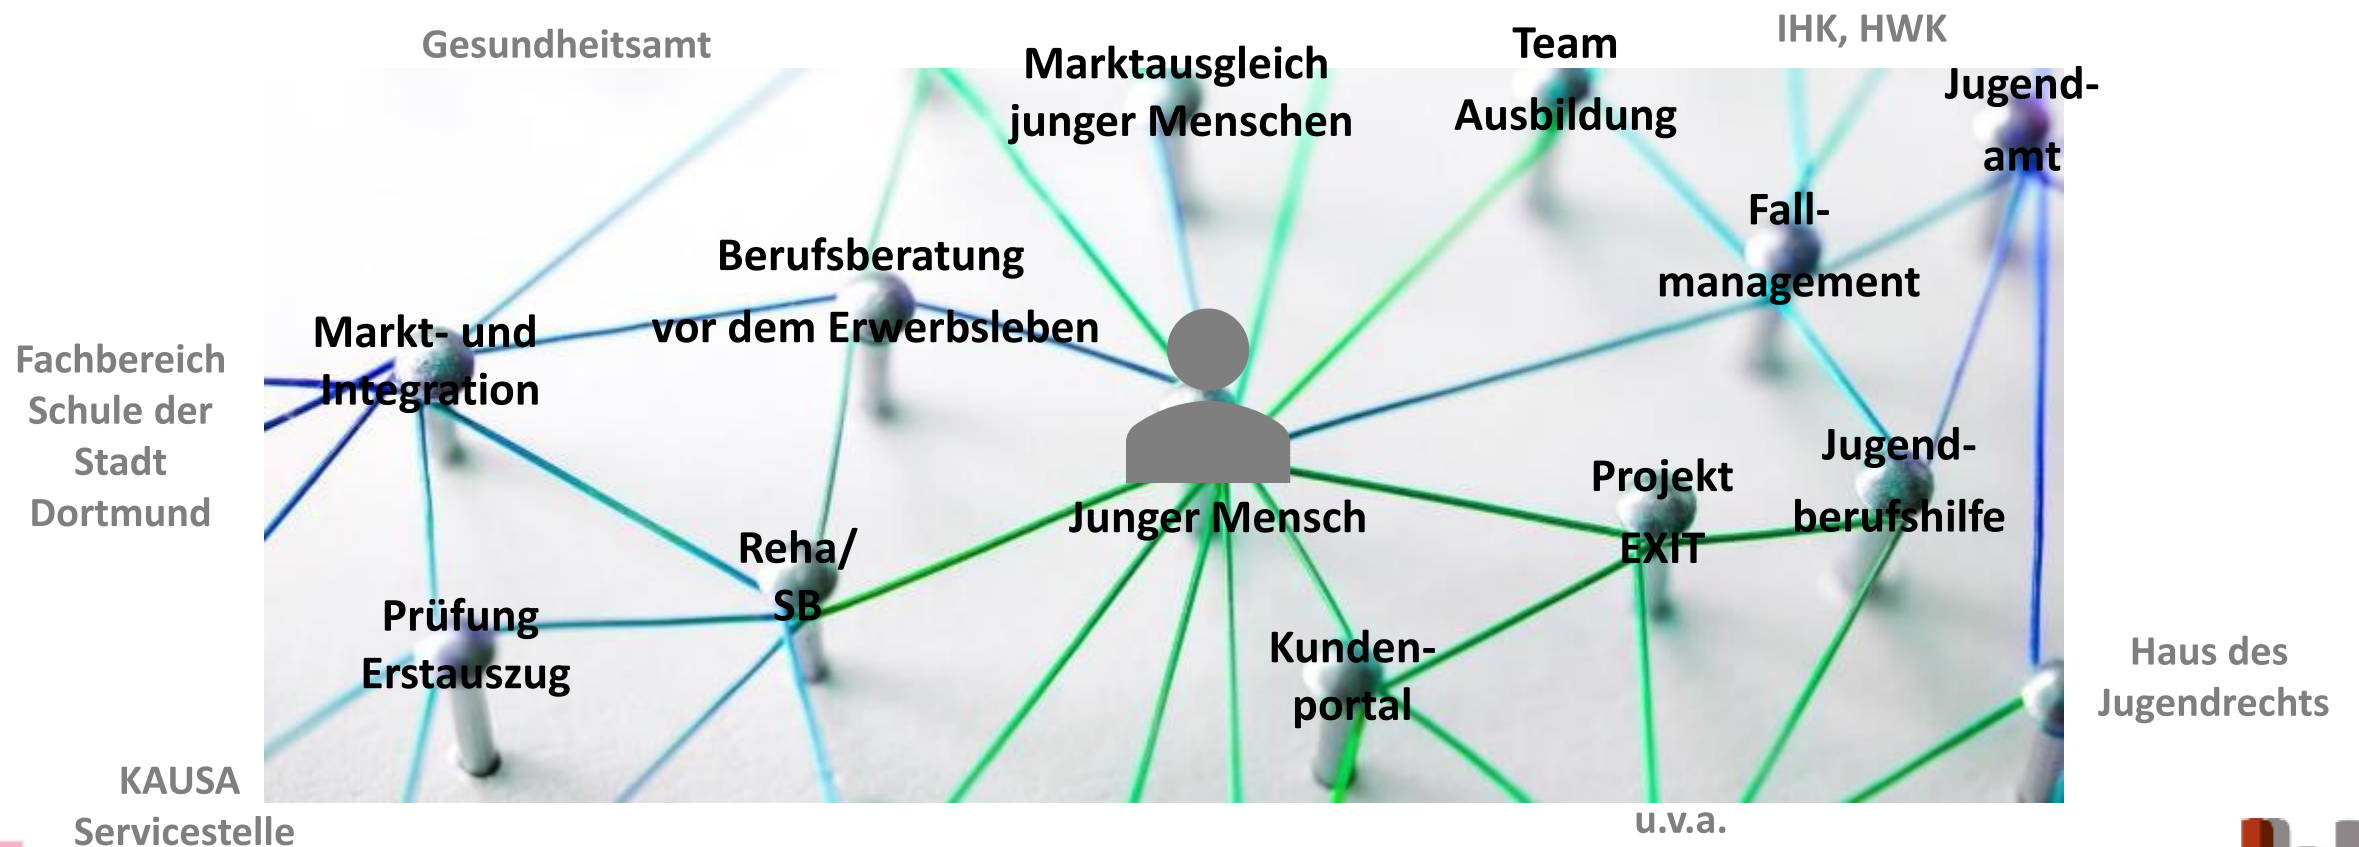 Gesundheitsamt
Marktausgleich
junger Menschen
Team
Ausbildung
IHK, HWK
Jugend-
amt
Fall-
management
Berufsberatung
vor dem Erwerbsleben
Markt- und
Integration
Fachbereich
Schule der
Stadt
Dortmund
Junger Mensch
Projekt
EXIT
Jugend-
berufshilfe
Reha/
SB
Prüfung
Erstauszug
Kunden-
portal
Haus des
Jugendrechts
KAUSA
Servicestelle
u.v.a.